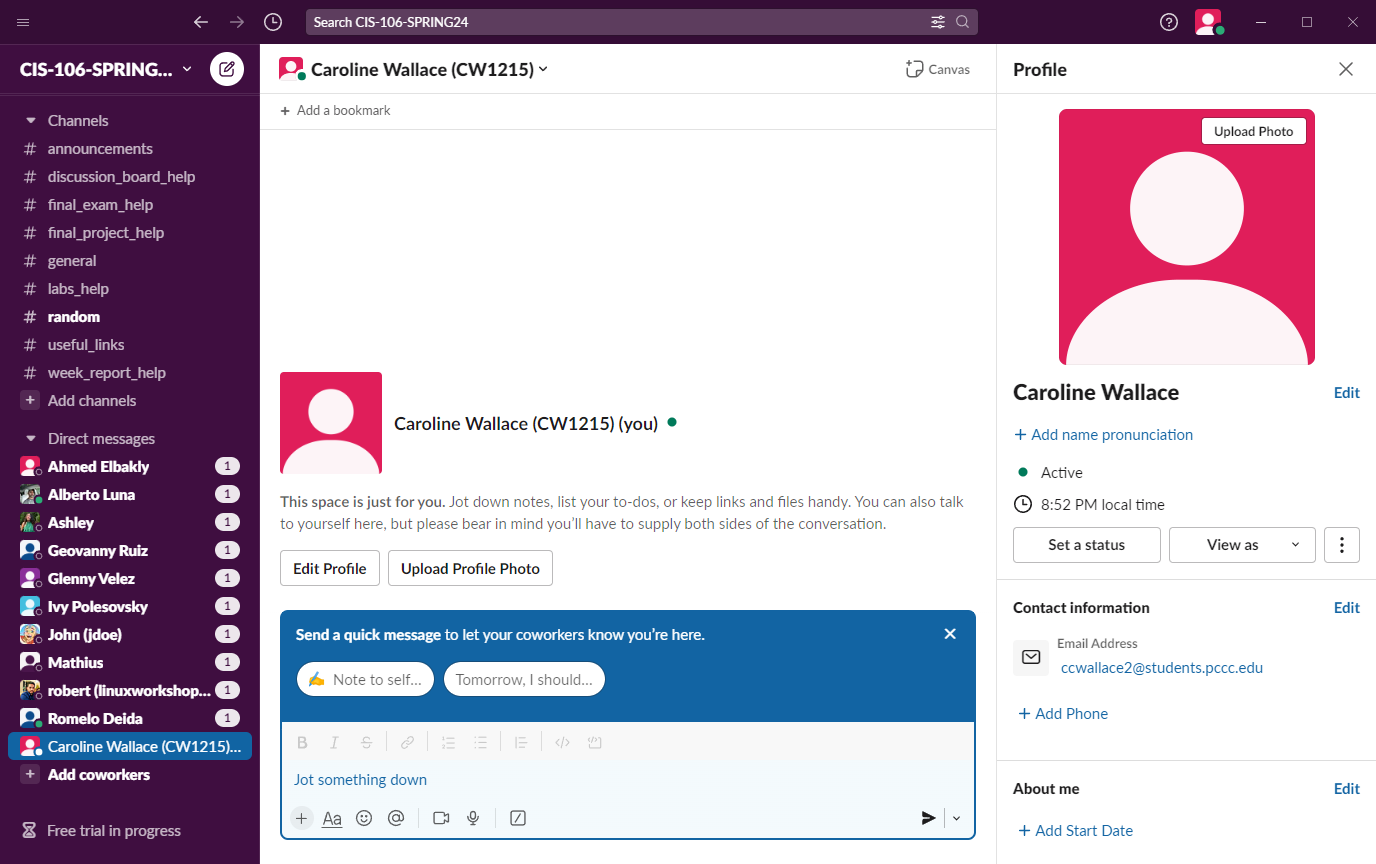 Search CIS-106-SPRING24
CIS-106-SPRING...
Channels
# announcements
# discussion_board_help
# final_exam_help
# final_project_help
# general
# labs_help
# random
# useful_links
# week_report_help
+ Add channels
Direct messages
Ahmed Elbakly 1
Alberto Luna 1
Ashley 1
Geovanny Ruiz 1
Glenny Velez 1
Ivy Polesovsky 1
John (jdoe) 1
Mathius 1
robert (linuxworkshop... 1
Romelo Deida 1
Caroline Wallace (CW1215)...
+ Add coworkers
Free trial in progress
Caroline Wallace (CW1215)
Canvas
+ Add a bookmark
Caroline Wallace (CW1215) (you)
This space is just for you. Jot down notes, list your to-dos, or keep links and files handy. You can also talk
to yourself here, but please bear in mind you’ll have to supply both sides of the conversation.
Edit Profile
Upload Profile Photo
Send a quick message to let your coworkers know you’re here.
Note to self...
Tomorrow, I should...
B I S
Jot something down
+ Aa @
Profile
Upload Photo
Caroline Wallace
Edit
+ Add name pronunciation
Active
8:52 PM local time
Set a status
View as
Contact information
Edit
Email Address
ccwallace2@students.pccc.edu
+ Add Phone
About me
Edit
+ Add Start Date